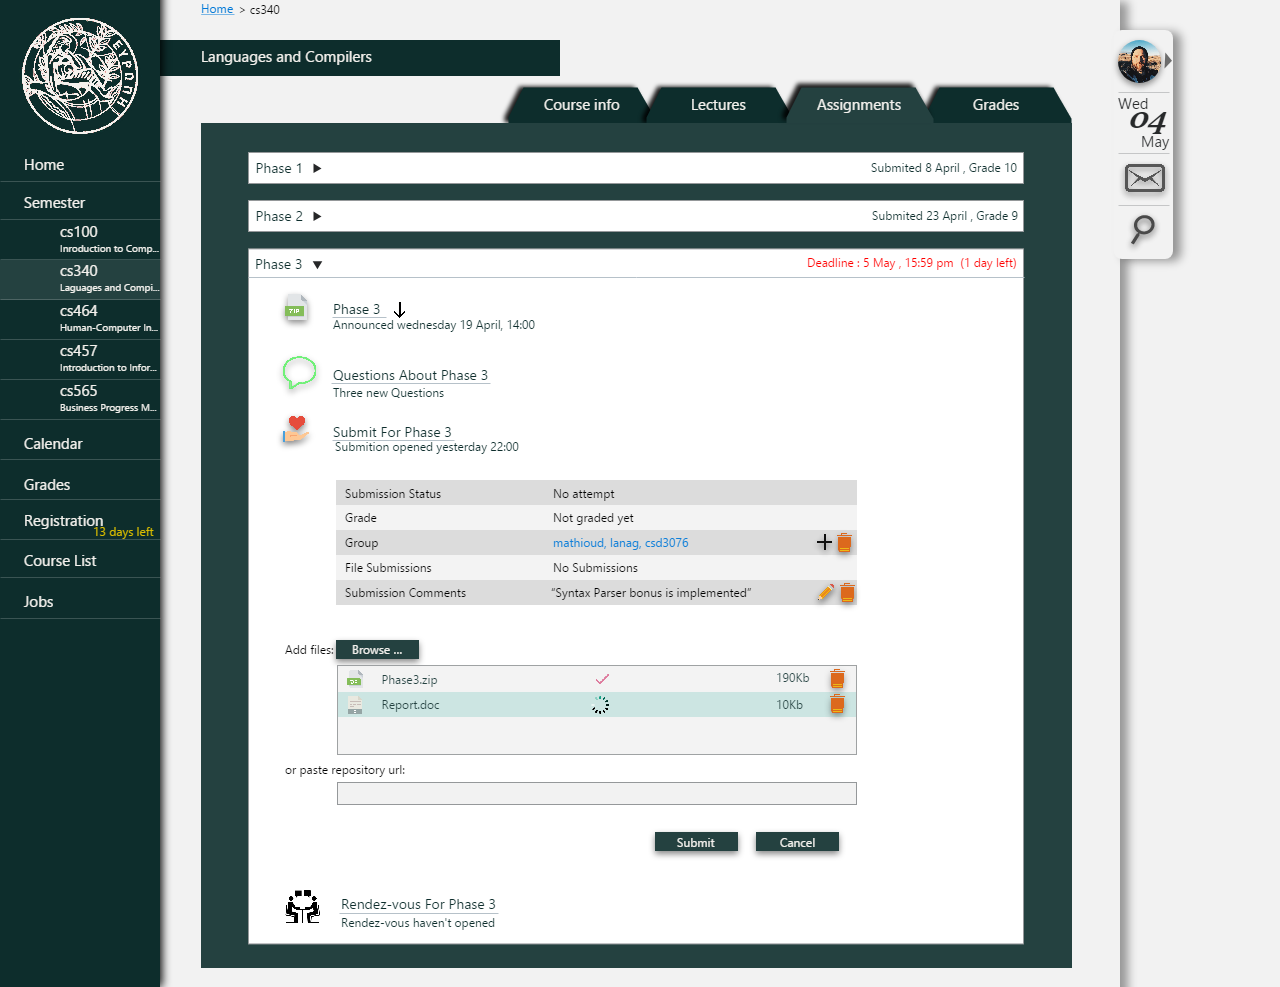 ΕΥΡΩΠΗ
Home > cs340
Languages and Compilers
Course info
Lectures
Assignments
Grades
Wed
04
May
Home
Semester
cs100
Inroduction to Comp...
cs340
Laguages and Compi...
cs464
Human-Computer In...
cs457
Introduction to Infor...
cs565
Business Progress M...
Calendar
Grades
Registration
13 days left
Course List
Jobs
Phase 1
Submited 8 April , Grade 10
Phase 2
Submited 23 April , Grade 9
Phase 3
Deadline : 5 May , 15:59 pm (1 day left)
ZIP
Phase 3
Announced wednesday 19 April, 14:00
Questions About Phase 3
Three new Questions
Submit For Phase 3
Submition opened yesterday 22:00
Submission Status No attempt
Grade Not graded yet
Group mathioud, lanag, csd3076
File Submissions No Submissions
Submission Comments “Syntax Parser bonus is implemented”
Add files: Browse ...
Phase3.zip 190Kb
Report.doc 10Kb
or paste repository url:
Submit Cancel
Rendez-vous For Phase 3
Rendez-vous haven't opened